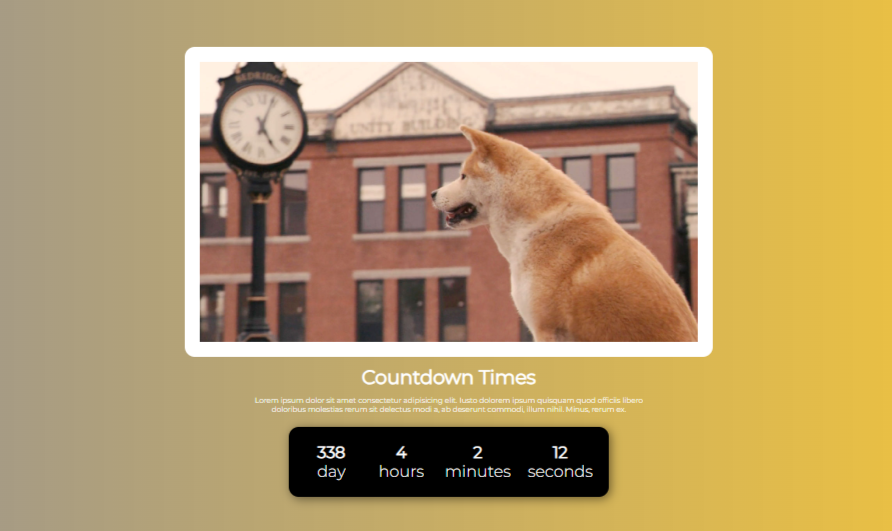 BEDRIDGE
UNITY BUILDING
Countdown Times
Lorem ipsum dolor sit amet consectetur adipisicing elit. Iusto dolorem ipsum quisquam quod officiis libero
doloribus molestias rerum sit delectus modi a, ab deserunt commodi, illum nihil. Minus, rerum ex.
338 4 2 12
day hours minutes seconds